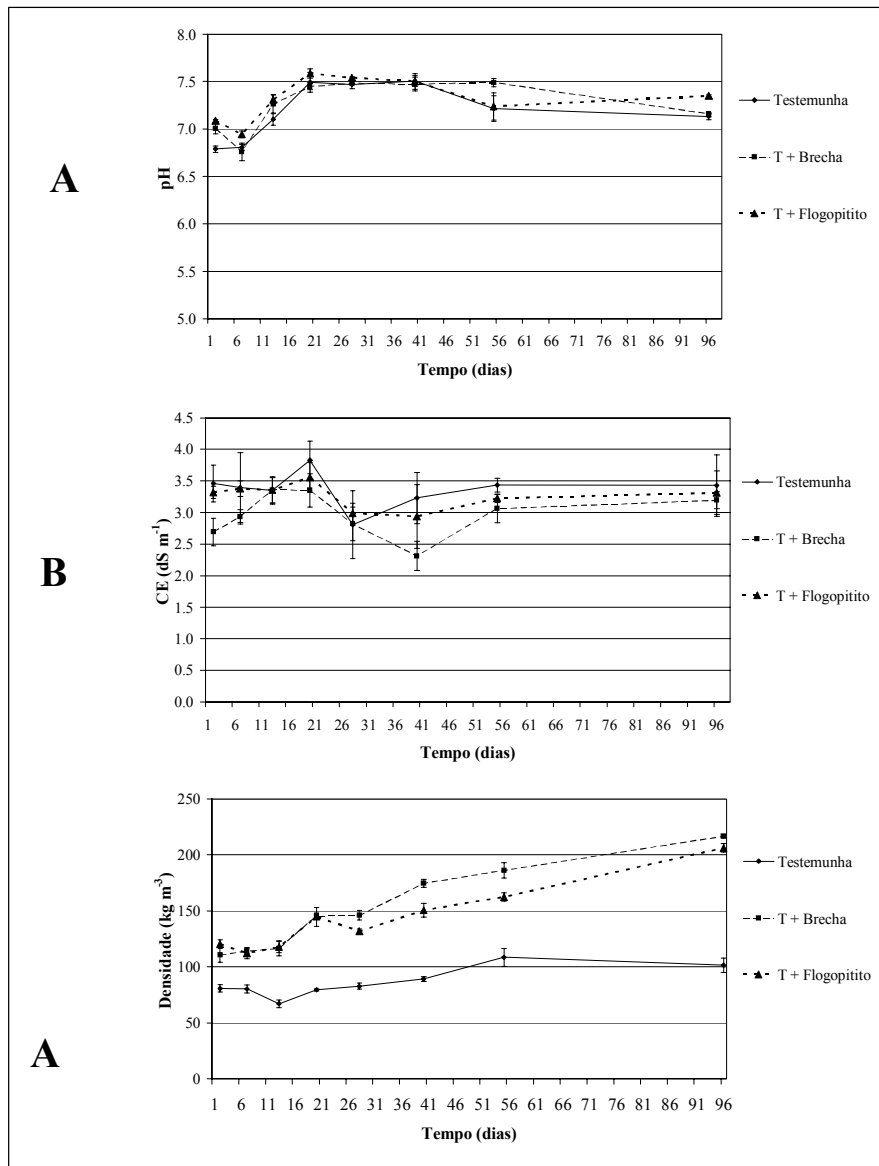 8.0
7.5
7.0
6.5
6.0
5.5
5.0
pH
1 6 11 16 21 26 31 36 41 46 51 56 61 66 71 76 81 86 91 96
Tempo (dias)
Testemunha
T + Brecha
T + Flogopitito
A
4.5
4.0
3.5
3.0
2.5
2.0
1.5
1.0
0.5
0.0
CE (dS m-1)
1 6 11 16 21 26 31 36 41 46 51 56 61 66 71 76 81 86 91 96
Tempo (dias)
Testemunha
T + Brecha
T + Flogopitito
B
250
200
150
100
50
0
Densidade (kg m-3)
1 6 11 16 21 26 31 36 41 46 51 56 61 66 71 76 81 86 91 96
Tempo (dias)
Testemunha
T + Brecha
T + Flogopitito
A